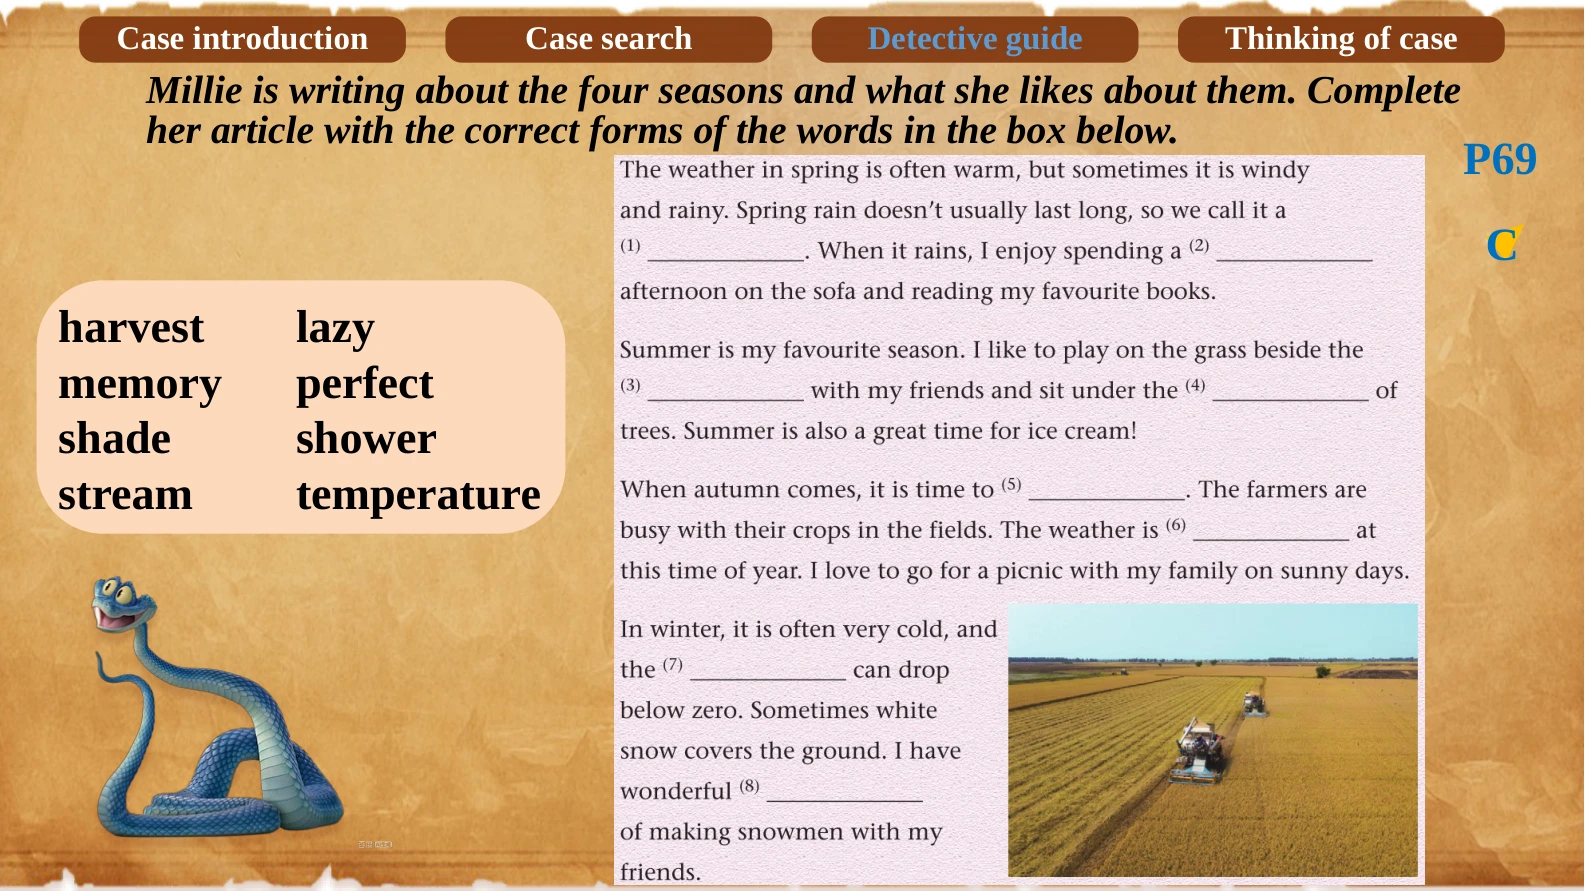 Case introduction
Case search
Detective guide
Thinking of case
Millie is writing about the four seasons and what she likes about them. Complete
her article with the correct forms of the words in the box below.
P69
C
harvest lazy
memory perfect
shade shower
stream temperature
The weather in spring is often warm, but sometimes it is windy
and rainy. Spring rain doesn’t usually last long, so we call it a
(1) ____________. When it rains, I enjoy spending a (2) ____________
afternoon on the sofa and reading my favourite books.
Summer is my favourite season. I like to play on the grass beside the
(3) ____________ with my friends and sit under the (4) ____________ of
trees. Summer is also a great time for ice cream!
When autumn comes, it is time to (5) ____________. The farmers are
busy with their crops in the fields. The weather is (6) ____________ at
this time of year. I love to go for a picnic with my family on sunny days.
In winter, it is often very cold, and
the (7) ____________ can drop
below zero. Sometimes white
snow covers the ground. I have
wonderful (8) ____________
of making snowmen with my
friends.